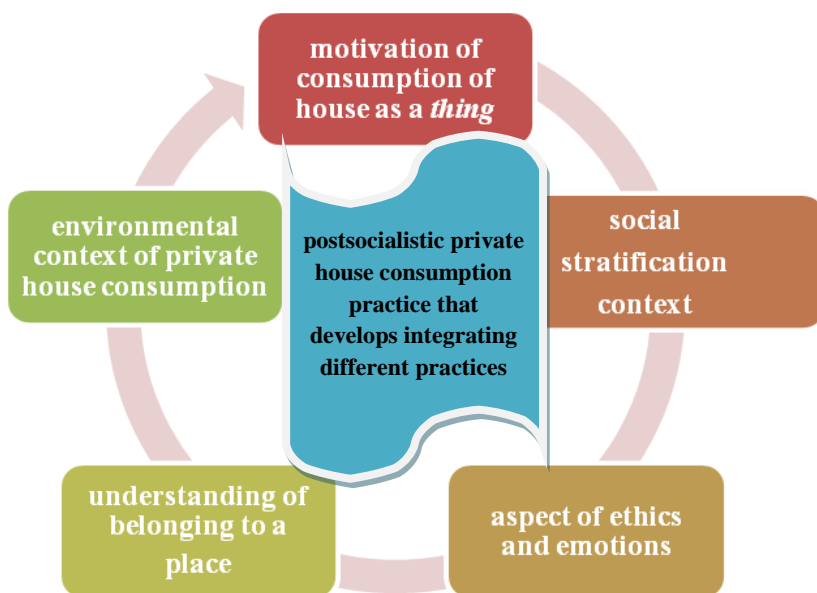 motivation of
consumption of
house as a thing
environmental
context of private
house consumption
postsocialistic private
house consumption
practice that
develops integrating
different practices
social
stratification
context
understanding of
belonging to a
place
aspect of ethics
and emotions